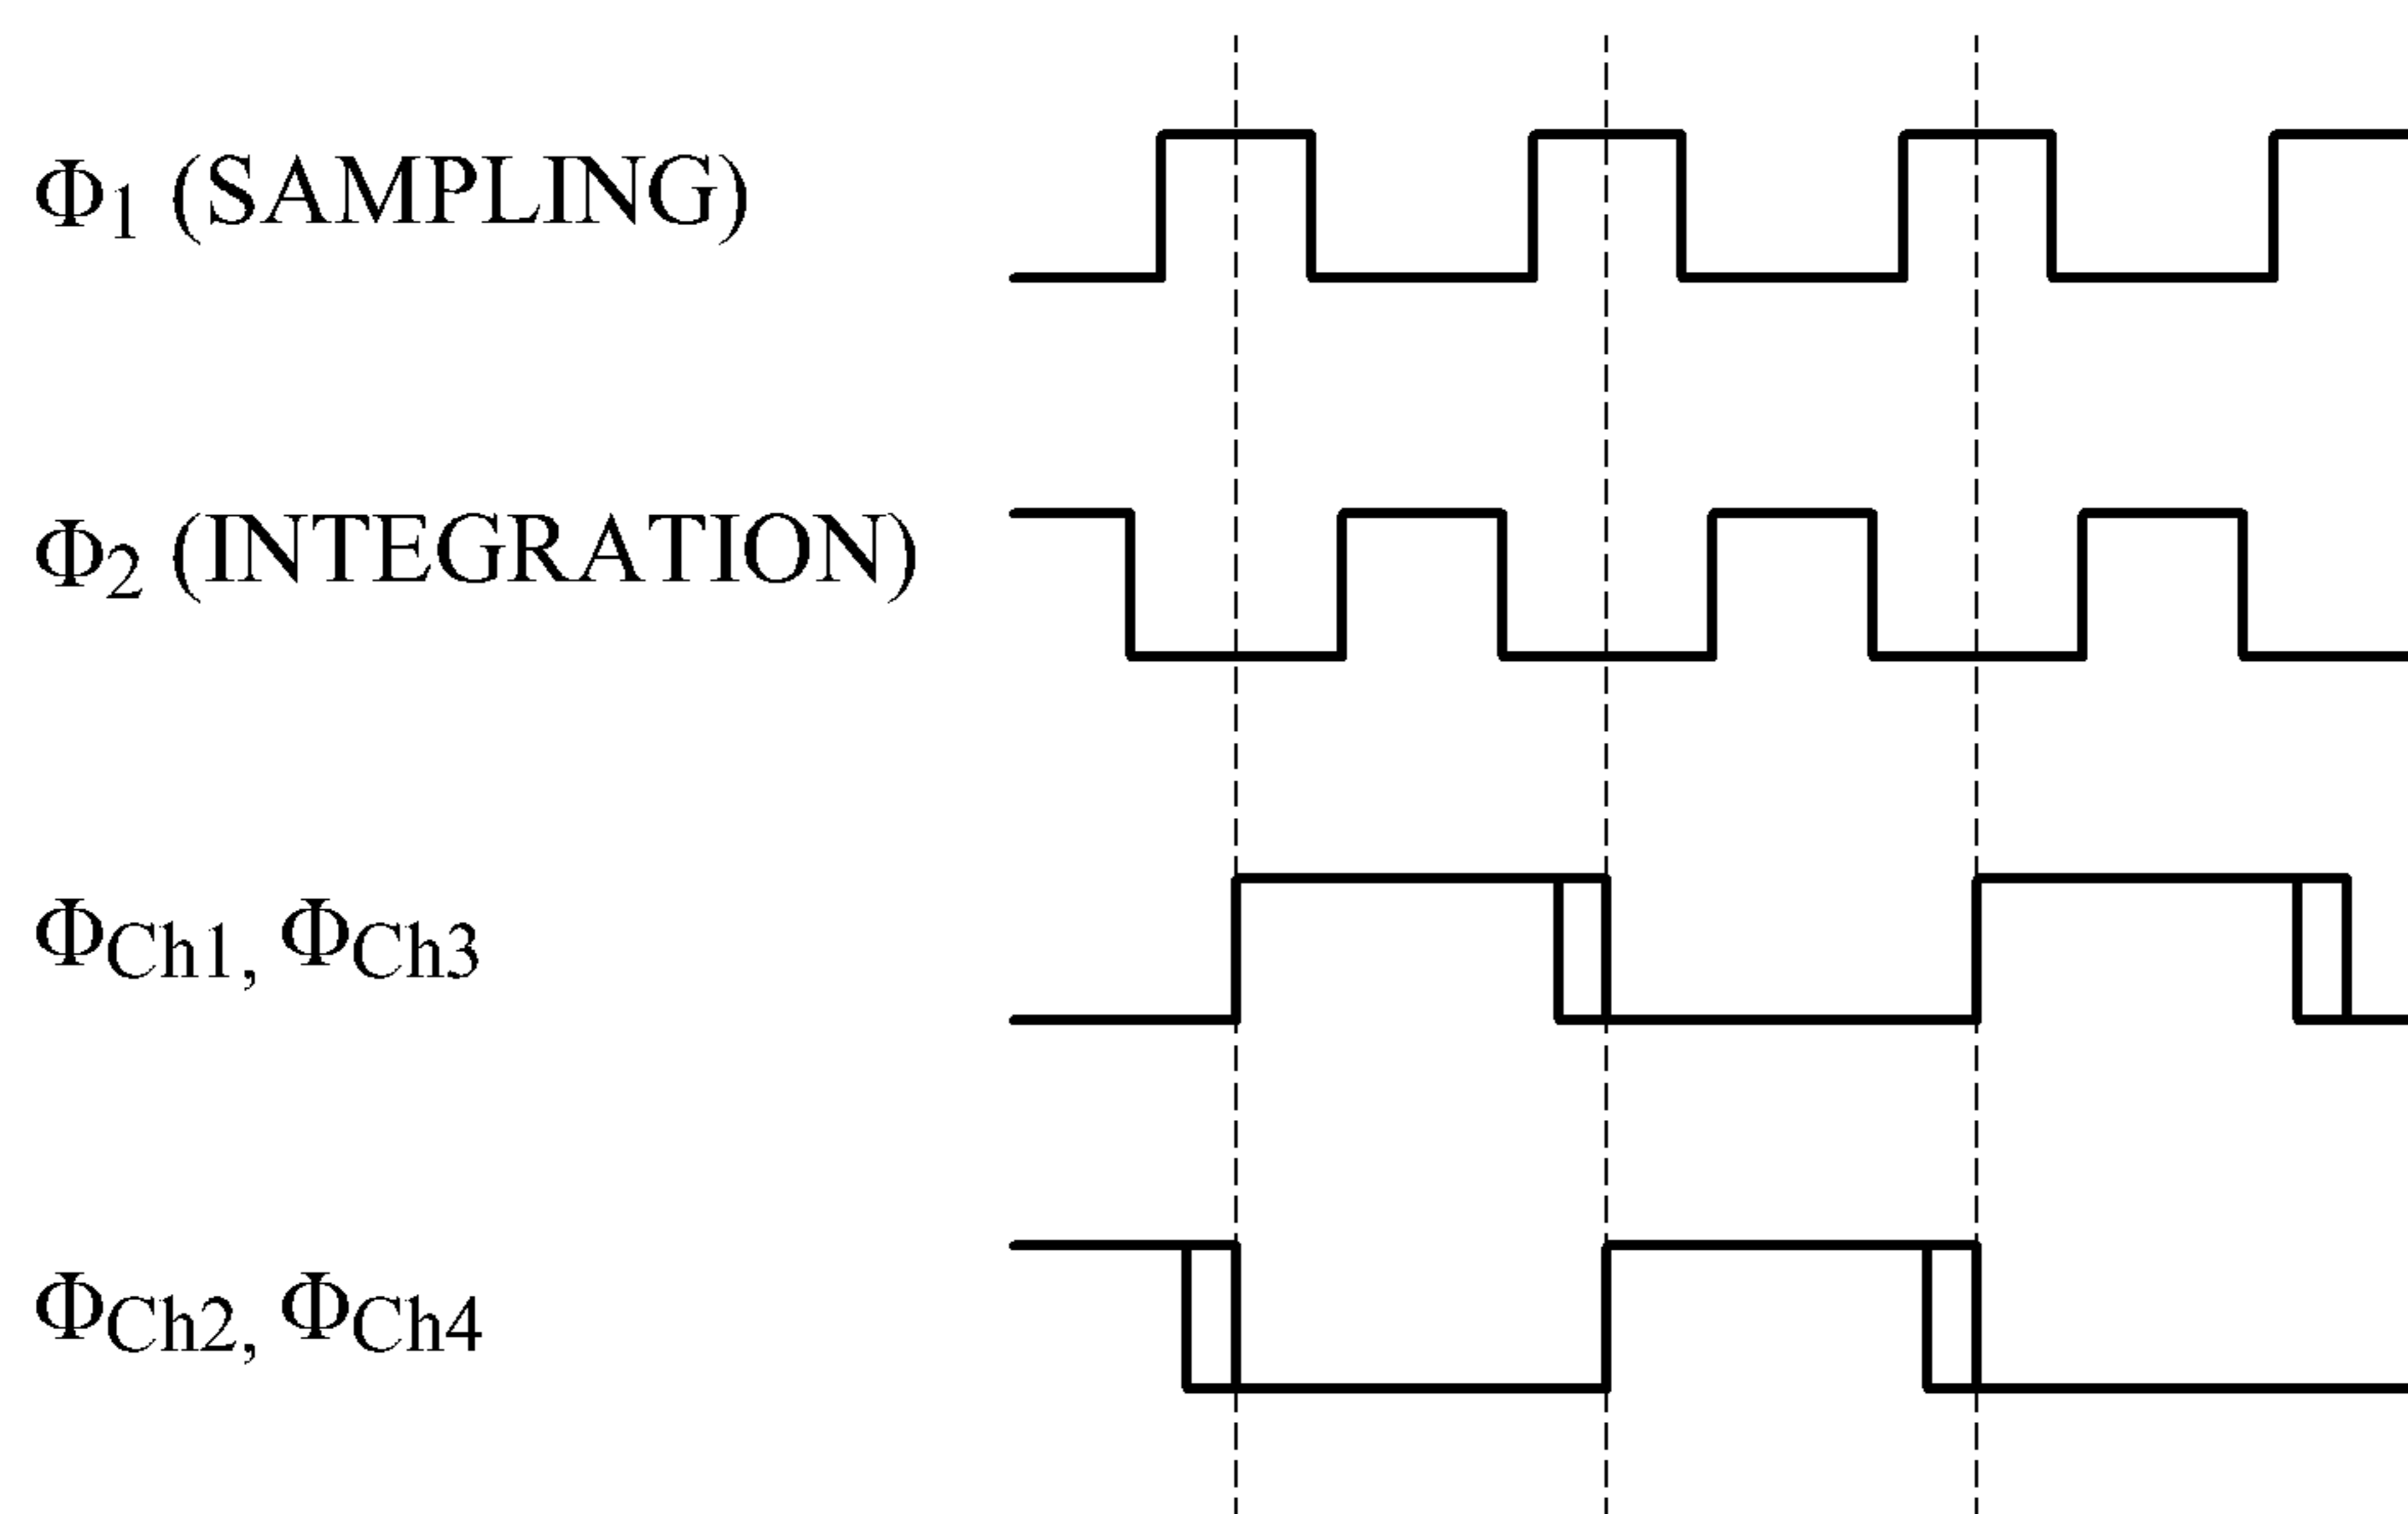 Φ1 (SAMPLING)
Φ2 (INTEGRATION)
ΦCh1, ΦCh3
ΦCh2, ΦCh4